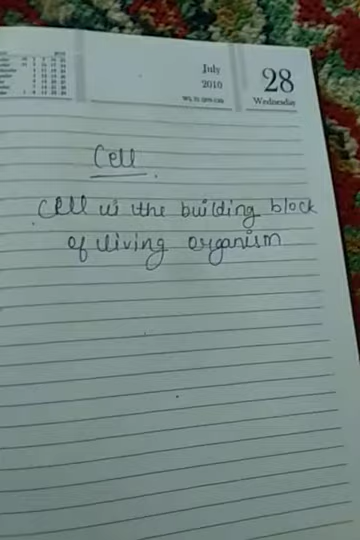 July
2010
28
Wednesday
Cell
Cell is the building block
of living organism